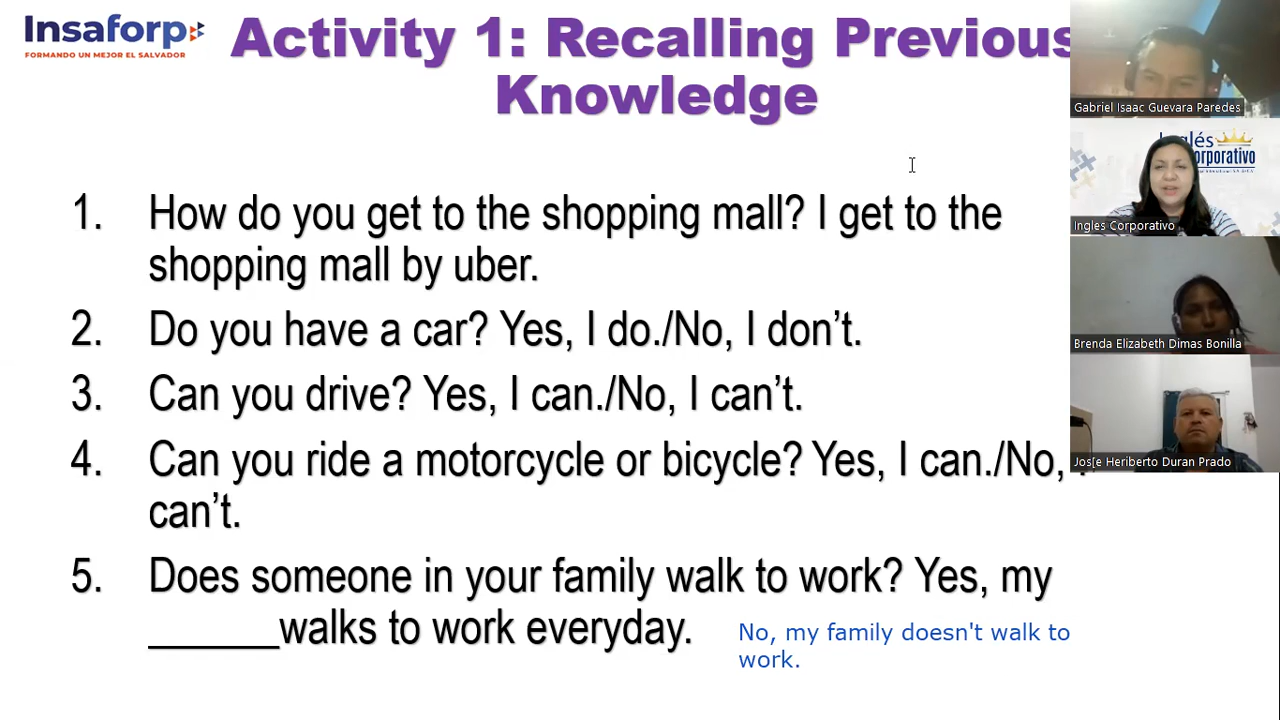 Insaforp
FORMANDO UN MEJOR EL SALVADOR
Activity 1: Recalling Previous
Knowledge
1. How do you get to the shopping mall? I get to the
shopping mall by uber.
2. Do you have a car? Yes, I do./No, I don’t.
3. Can you drive? Yes, I can./No, I can’t.
4. Can you ride a motorcycle or bicycle? Yes, I can./No,
can’t.
5. Does someone in your family walk to work? Yes, my
______walks to work everyday.
No, my family doesn't walk to
work.
Gabriel Isaac Guevara Paredes
Inglés
Corporativo
Ingles Corporativo
Brenda Elizabeth Dimas Bonilla
Jos[e Heriberto Duran Prado